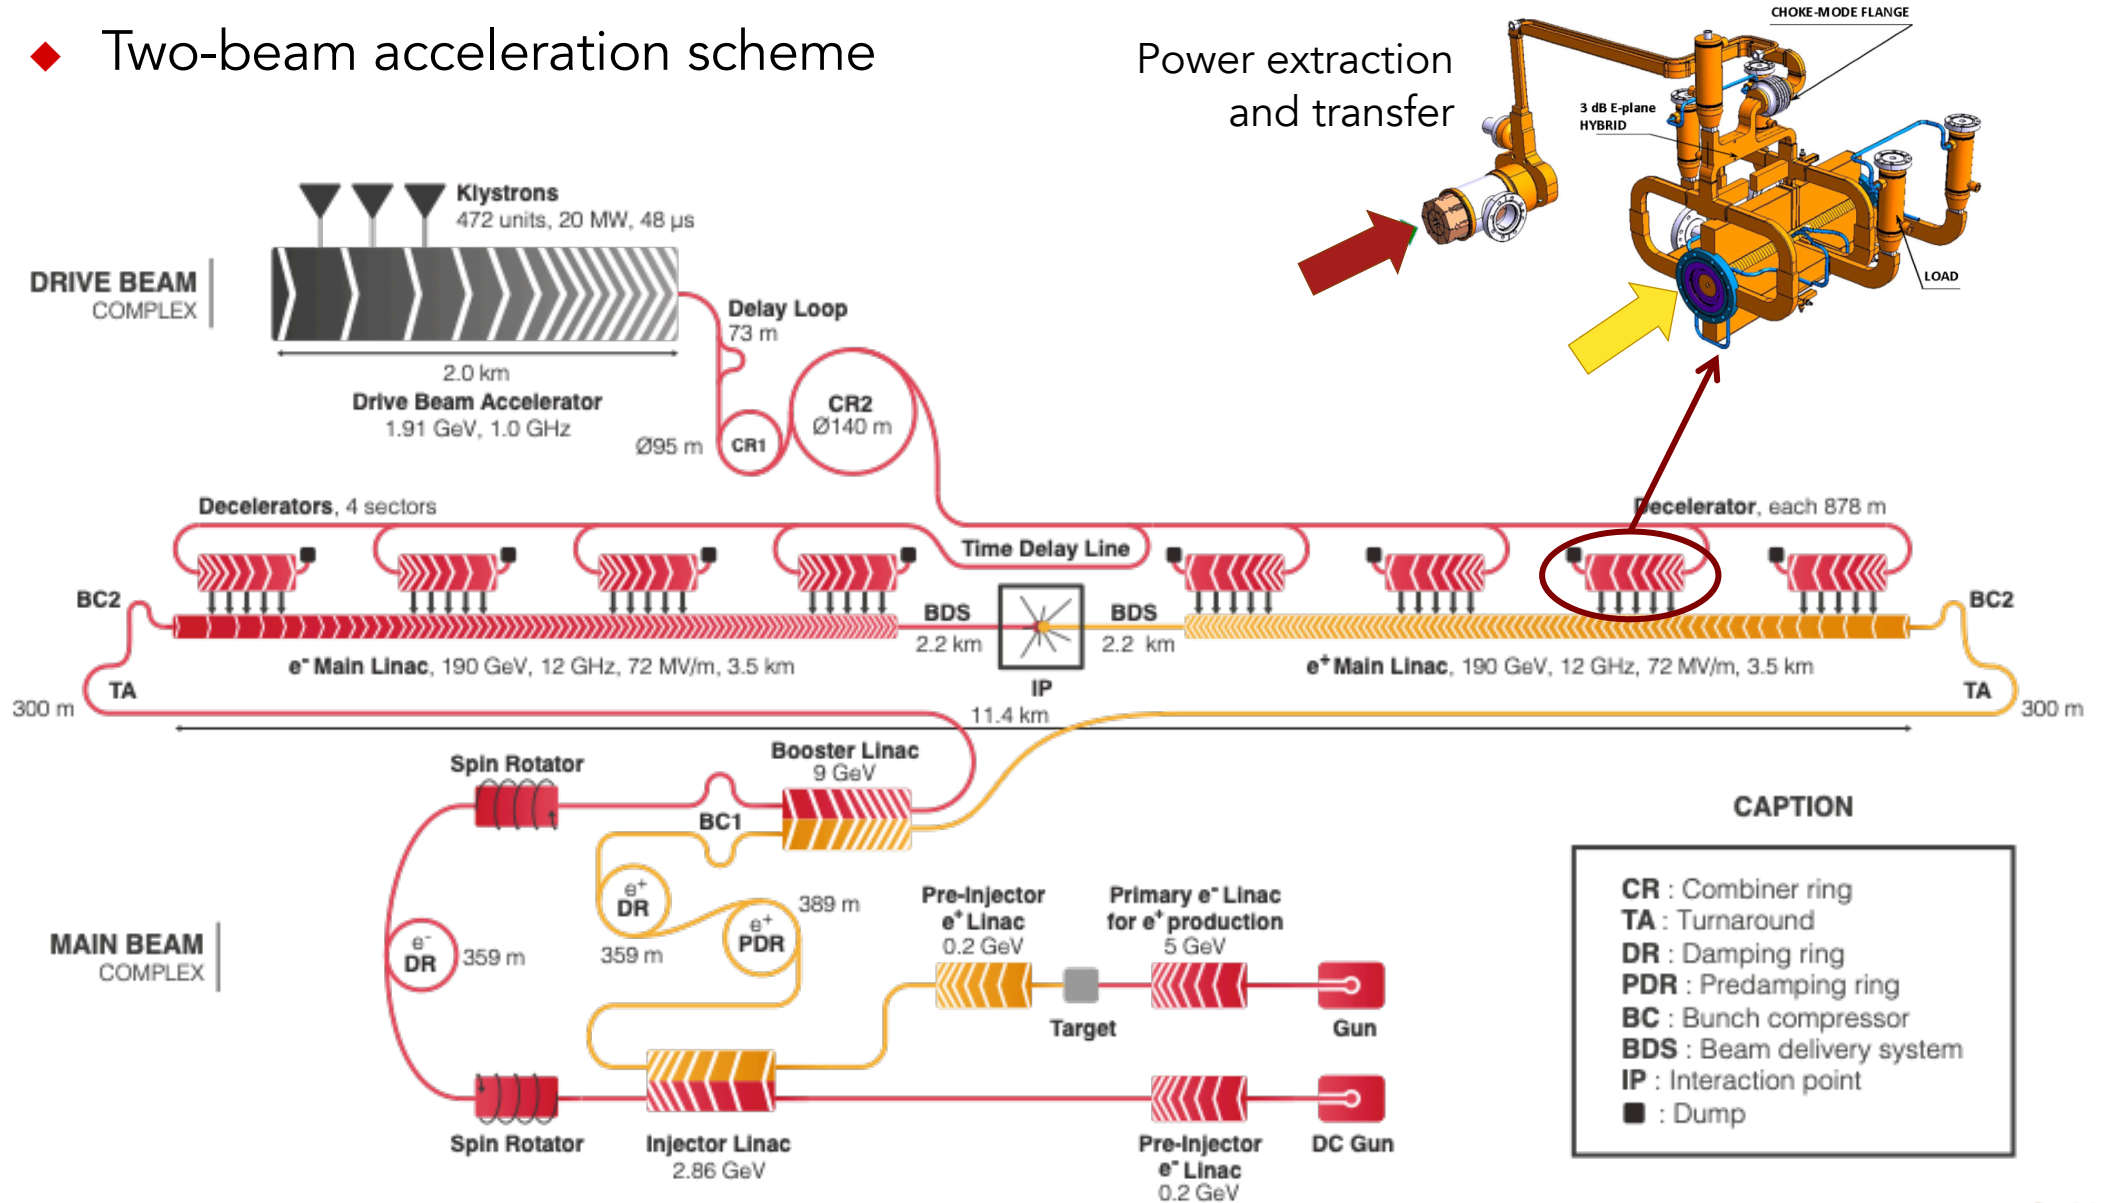 Two-beam acceleration scheme
Power extraction
and transfer
CHOKE-MODE FLANGE
3 dB E-plane
HYBRID
LOAD
Klystrons
472 units, 20 MW, 48 µs
DRIVE BEAM
COMPLEX
2.0 km
Drive Beam Accelerator
1.91 GeV, 1.0 GHz
Delay Loop
73 m
CR2
Ø140 m
Ø95 m
CR1
Decelerators, 4 sectors
Decelerator, each 878 m
Time Delay Line
BC2
BDS
2.2 km
BDS
2.2 km
BC2
e⁻ Main Linac, 190 GeV, 12 GHz, 72 MV/m, 3.5 km
IP
e⁺ Main Linac, 190 GeV, 12 GHz, 72 MV/m, 3.5 km
TA
300 m
TA
300 m
11.4 km
Spin Rotator
Booster Linac
9 GeV
BC1
MAIN BEAM
COMPLEX
e⁻
DR
359 m
e⁺
DR
359 m
e⁺
PDR
389 m
Pre-Injector
e⁺ Linac
0.2 GeV
Primary e⁻ Linac
for e⁺ production
5 GeV
Target
Gun
Spin Rotator
Injector Linac
2.86 GeV
Pre-Injector
e⁻ Linac
0.2 GeV
DC Gun
CAPTION
CR : Combiner ring
TA : Turnaround
DR : Damping ring
PDR : Predamping ring
BC : Bunch compressor
BDS : Beam delivery system
IP : Interaction point
: Dump